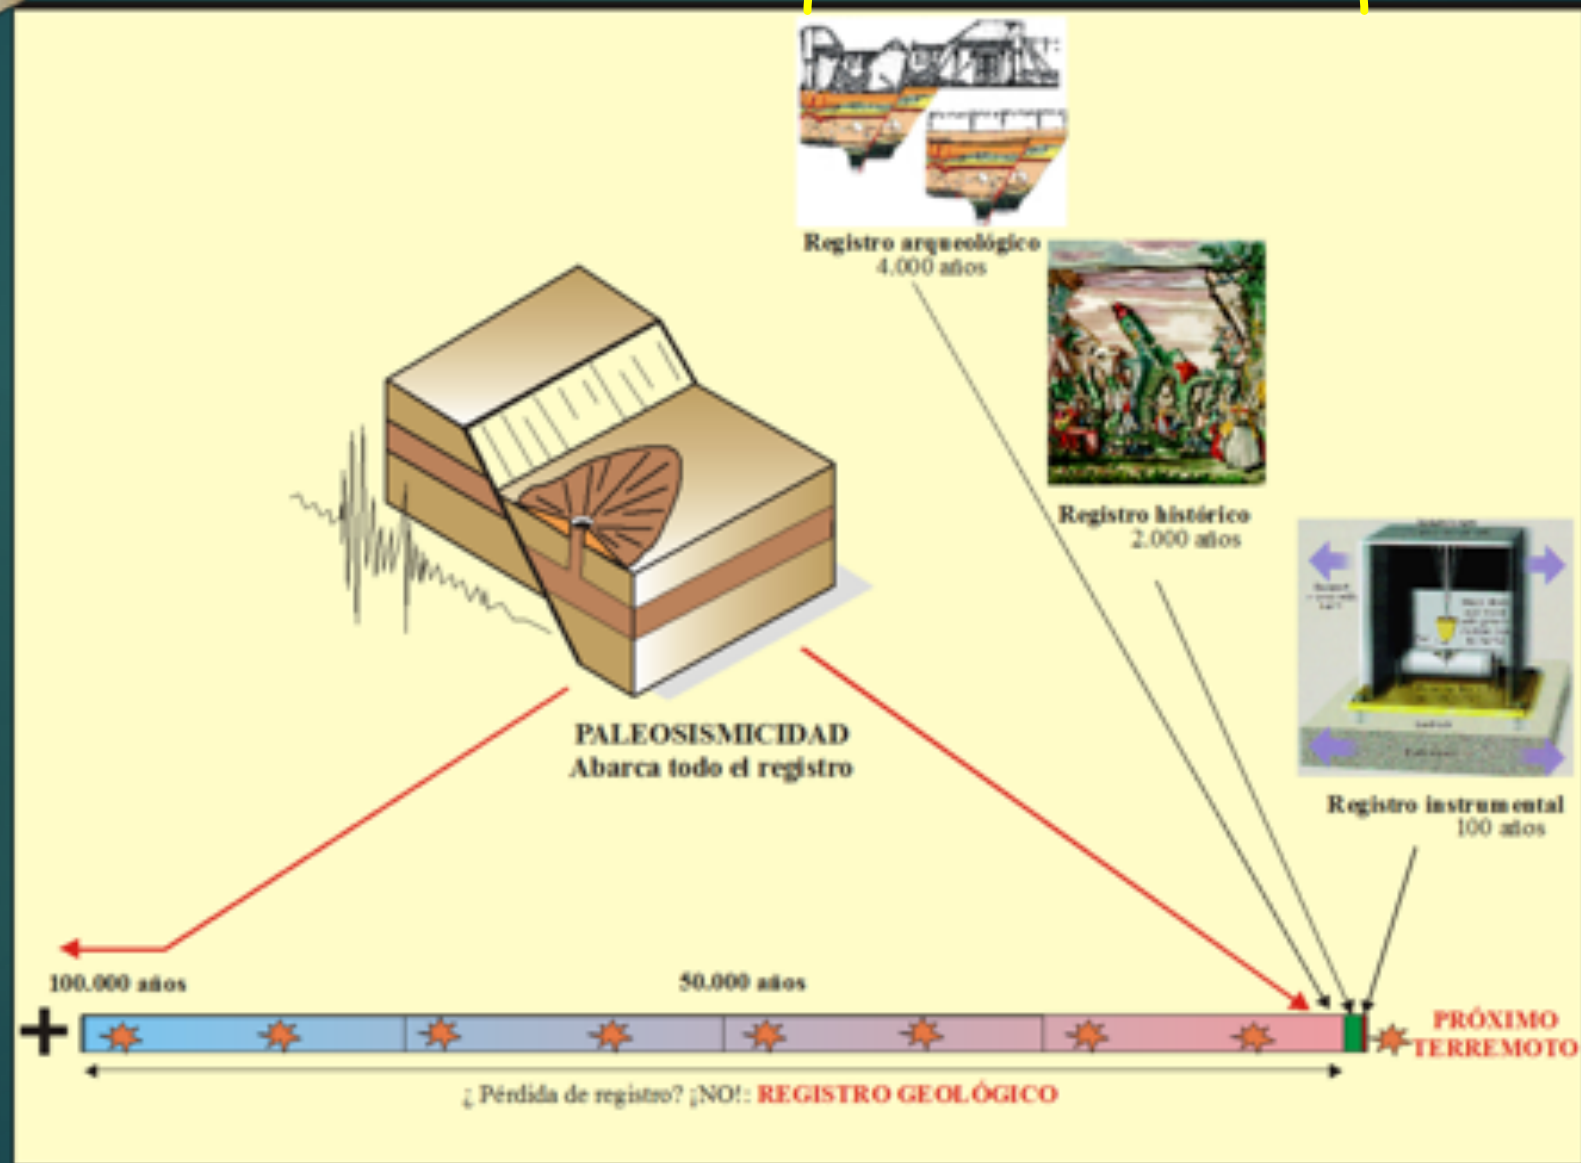 Registro arqueológico
4.000 años
Registro histórico
2.000 años
Registro instrumental
100 años
PALEOSISMICIDAD
Abarca todo el registro
100.000 años
50.000 años
+
PRÓXIMO
TERREMOTO
¿ Pérdida de registro? ¡NO!: REGISTRO GEOLÓGICO